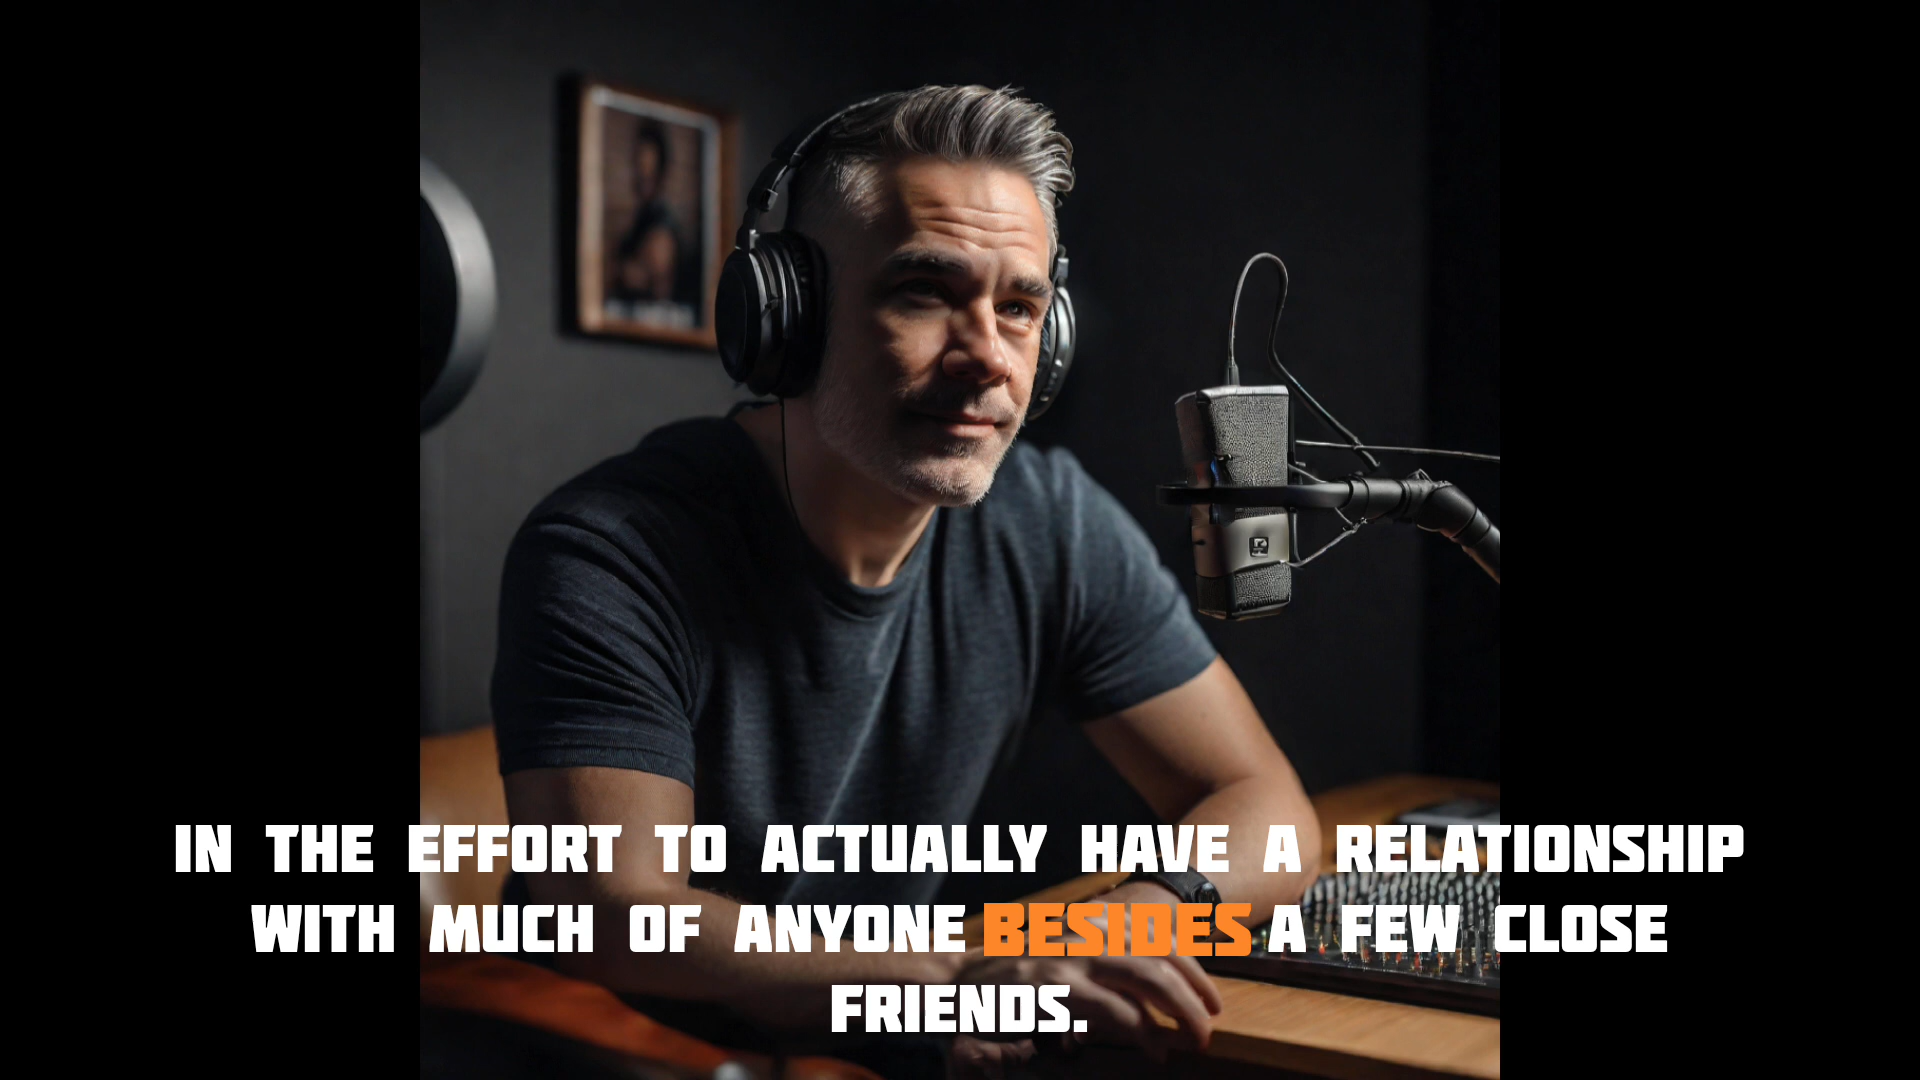 IN THE EFFORT TO ACTUALLY HAVE A RELATIONSHIP
WITH MUCH OF ANYONE BESIDES A FEW CLOSE
FRIENDS.